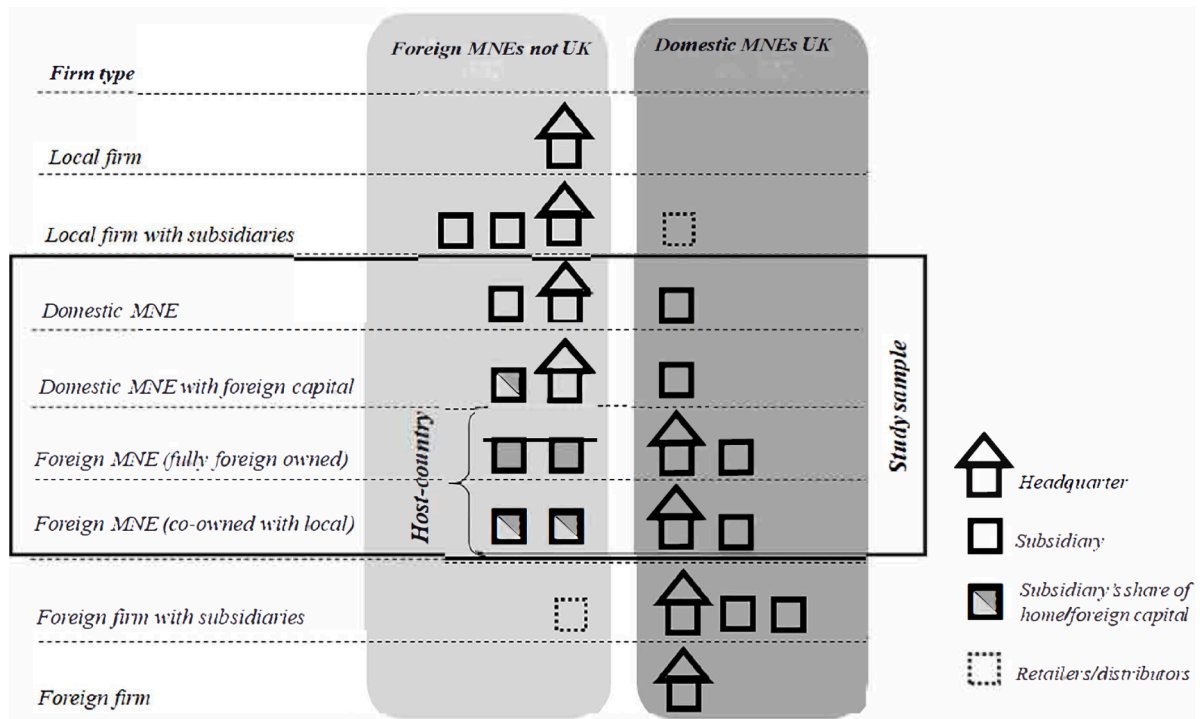 Foreign MNEs not UK
Domestic MNEs UK
Firm type
Local firm
Local firm with subsidiaries
Domestic MNE
Domestic MNE with foreign capital
Foreign MNE (fully foreign owned)
Foreign MNE (co-owned with local)
Foreign firm with subsidiaries
Foreign firm
Host-country
Study sample
Headquarter
Subsidiary
Subsidiary's share of
home/foreign capital
Retailers/distributors